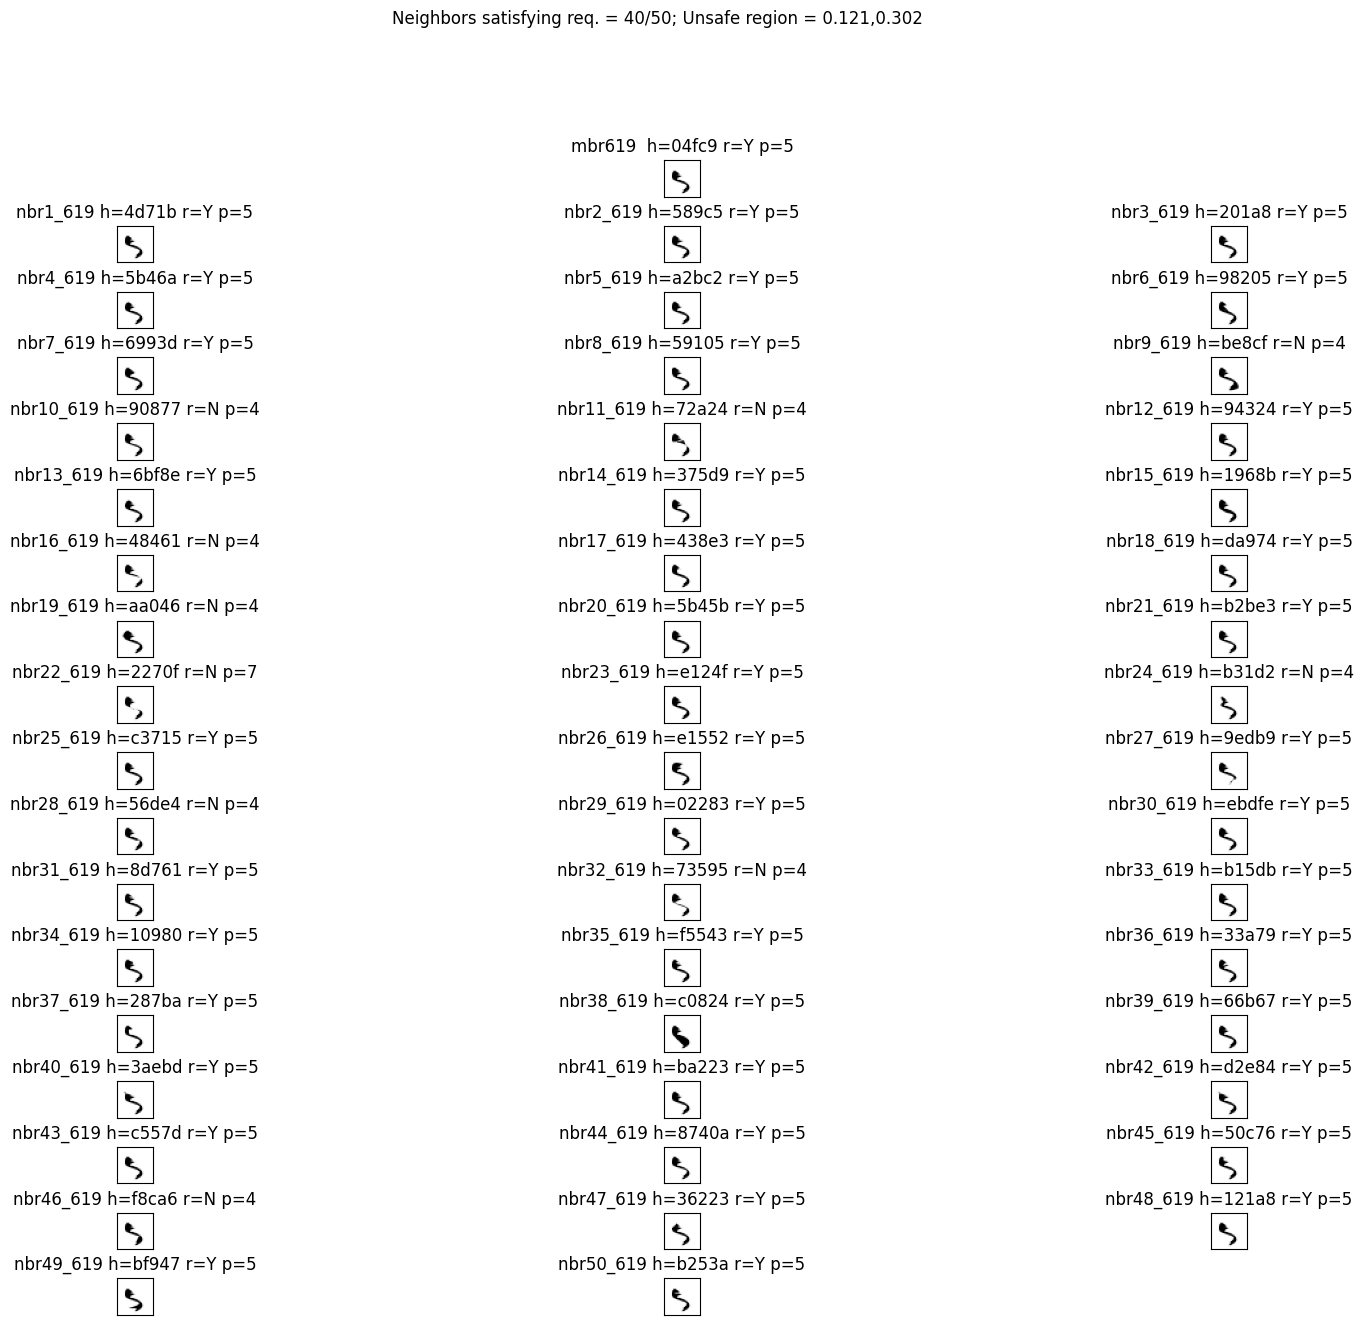 Neighbors satisfying req. = 40/50; Unsafe region = 0.121,0.302
mbr619 h=04fc9 r=Y p=5
nbr1_619 h=4d71b r=Y p=5 nbr2_619 h=589c5 r=Y p=5 nbr3_619 h=201a8 r=Y p=5
nbr4_619 h=5b46a r=Y p=5 nbr5_619 h=a2bc2 r=Y p=5 nbr6_619 h=98205 r=Y p=5
nbr7_619 h=6993d r=Y p=5 nbr8_619 h=59105 r=Y p=5 nbr9_619 h=be8cf r=N p=4
nbr10_619 h=90877 r=N p=4 nbr11_619 h=72a24 r=N p=4 nbr12_619 h=94324 r=Y p=5
nbr13_619 h=6bf8e r=Y p=5 nbr14_619 h=375d9 r=Y p=5 nbr15_619 h=1968b r=Y p=5
nbr16_619 h=48461 r=N p=4 nbr17_619 h=438e3 r=Y p=5 nbr18_619 h=da974 r=Y p=5
nbr19_619 h=aa046 r=N p=4 nbr20_619 h=5b45b r=Y p=5 nbr21_619 h=b2be3 r=Y p=5
nbr22_619 h=2270f r=N p=7 nbr23_619 h=e124f r=Y p=5 nbr24_619 h=b31d2 r=N p=4
nbr25_619 h=c3715 r=Y p=5 nbr26_619 h=e1552 r=Y p=5 nbr27_619 h=9edb9 r=Y p=5
nbr28_619 h=56de4 r=N p=4 nbr29_619 h=02283 r=Y p=5 nbr30_619 h=ebdfe r=Y p=5
nbr31_619 h=8d761 r=Y p=5 nbr32_619 h=73595 r=N p=4 nbr33_619 h=b15db r=Y p=5
nbr34_619 h=10980 r=Y p=5 nbr35_619 h=f5543 r=Y p=5 nbr36_619 h=33a79 r=Y p=5
nbr37_619 h=287ba r=Y p=5 nbr38_619 h=c0824 r=Y p=5 nbr39_619 h=66b67 r=Y p=5
nbr40_619 h=3aebd r=Y p=5 nbr41_619 h=ba223 r=Y p=5 nbr42_619 h=d2e84 r=Y p=5
nbr43_619 h=c557d r=Y p=5 nbr44_619 h=8740a r=Y p=5 nbr45_619 h=50c76 r=Y p=5
nbr46_619 h=f8ca6 r=N p=4 nbr47_619 h=36223 r=Y p=5 nbr48_619 h=121a8 r=Y p=5
nbr49_619 h=bf947 r=Y p=5 nbr50_619 h=b253a r=Y p=5